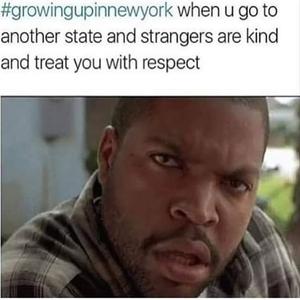 #growingupinnewyork when u go to
another state and strangers are kind
and treat you with respect